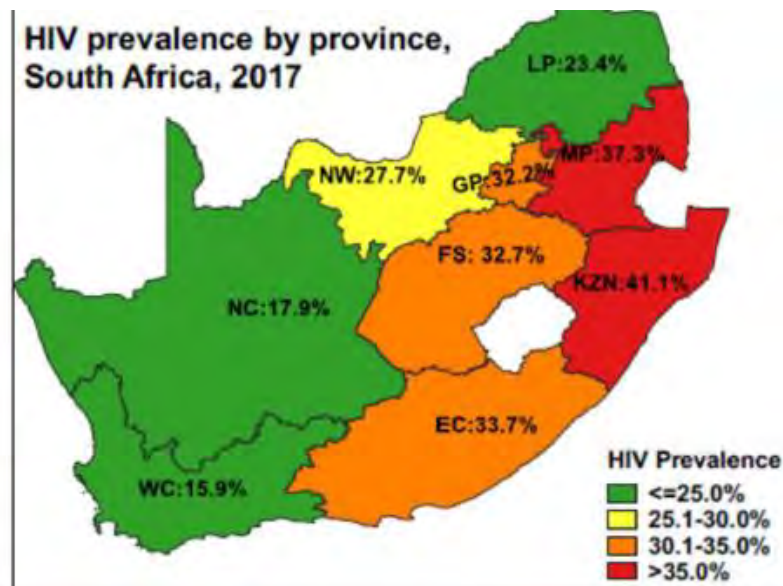 HIV prevalence by province,
South Africa, 2017
LP:23.4%
MP:37.3%
NW:27.7%
GP:32.2%
FS: 32.7%
KZN:41.1%
NC:17.9%
EC:33.7%
WC:15.9%
HIV Prevalence
<=25.0%
25.1-30.0%
30.1-35.0%
>35.0%